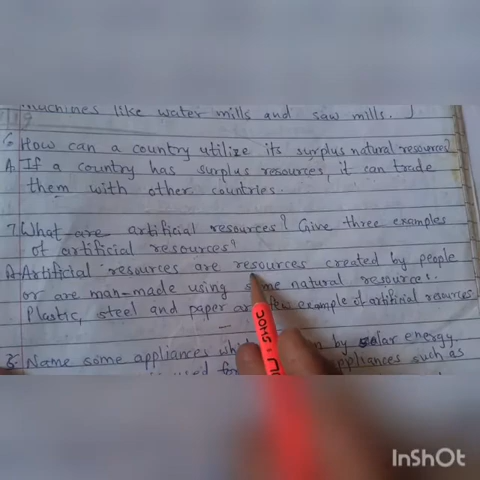 machines like water mills and saw mills.
6. How can a country utilize its surplus natural resources?
A. If a country has surplus resources, it can trade
them with other countries.
7. What are artificial resources? Give three examples
of artificial resources?
A. Artificial resources are resources created by people
or are man-made using some natural resources.
Plastic, steel and paper are example of artificial resources
8. Name some appliances by solar energy.
appliances such as
InShOt